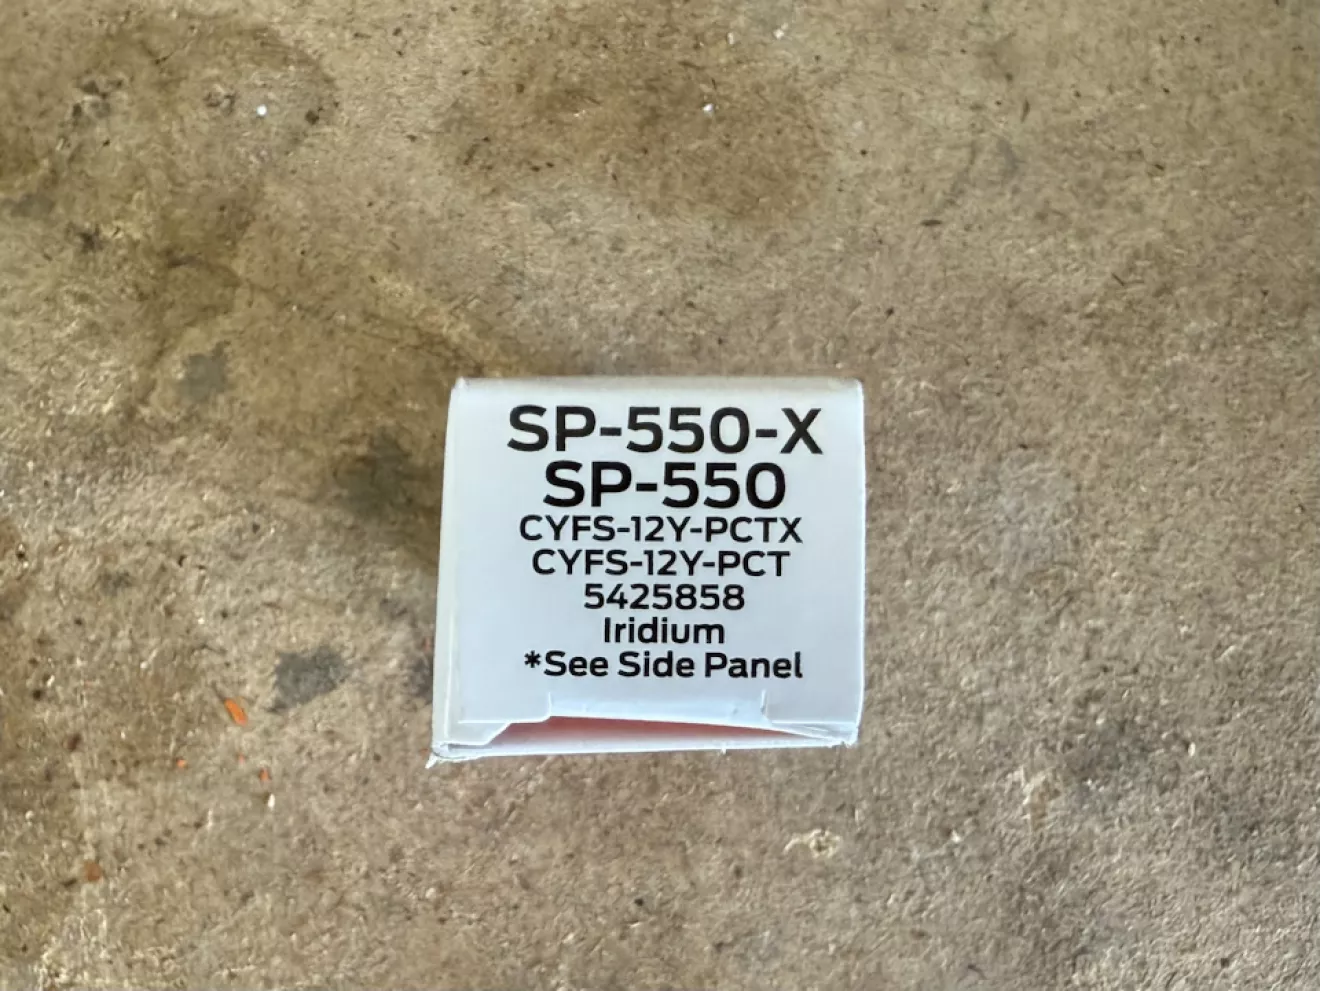 SP-550-X
SP-550
CYFS-12Y-PCTX
CYFS-12Y-PCT
5425858
Iridium
*See Side Panel